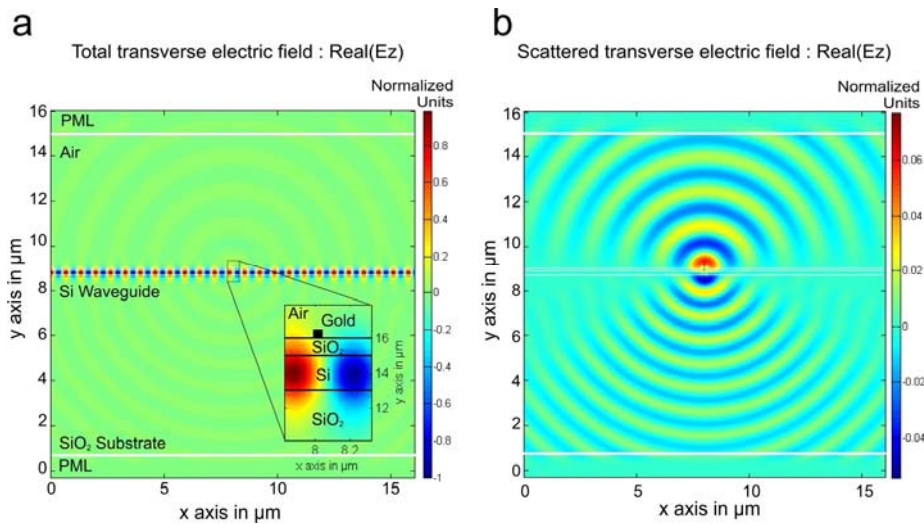 a
Total transverse electric field : Real(Ez)
Normalized
Units
16
14
12
10
8
6
4
2
0
y axis in µm
PML
Air
Si Waveguide
SiO₂ Substrate
PML
0
5
10
15
x axis in µm
0.8
0.6
0.4
0.2
0
-0.2
-0.4
-0.6
-0.8
-1
Air
Gold
SiO₂
Si
SiO₂
16
14
12
y axis in µm
8
8 2
x axis in µm
b
Scattered transverse electric field : Real(Ez)
Normalized
Units
16
14
12
10
8
6
4
2
0
y axis in µm
0
5
10
15
x axis in µm
0.06
0.04
0.02
0
-0.02
-0.04